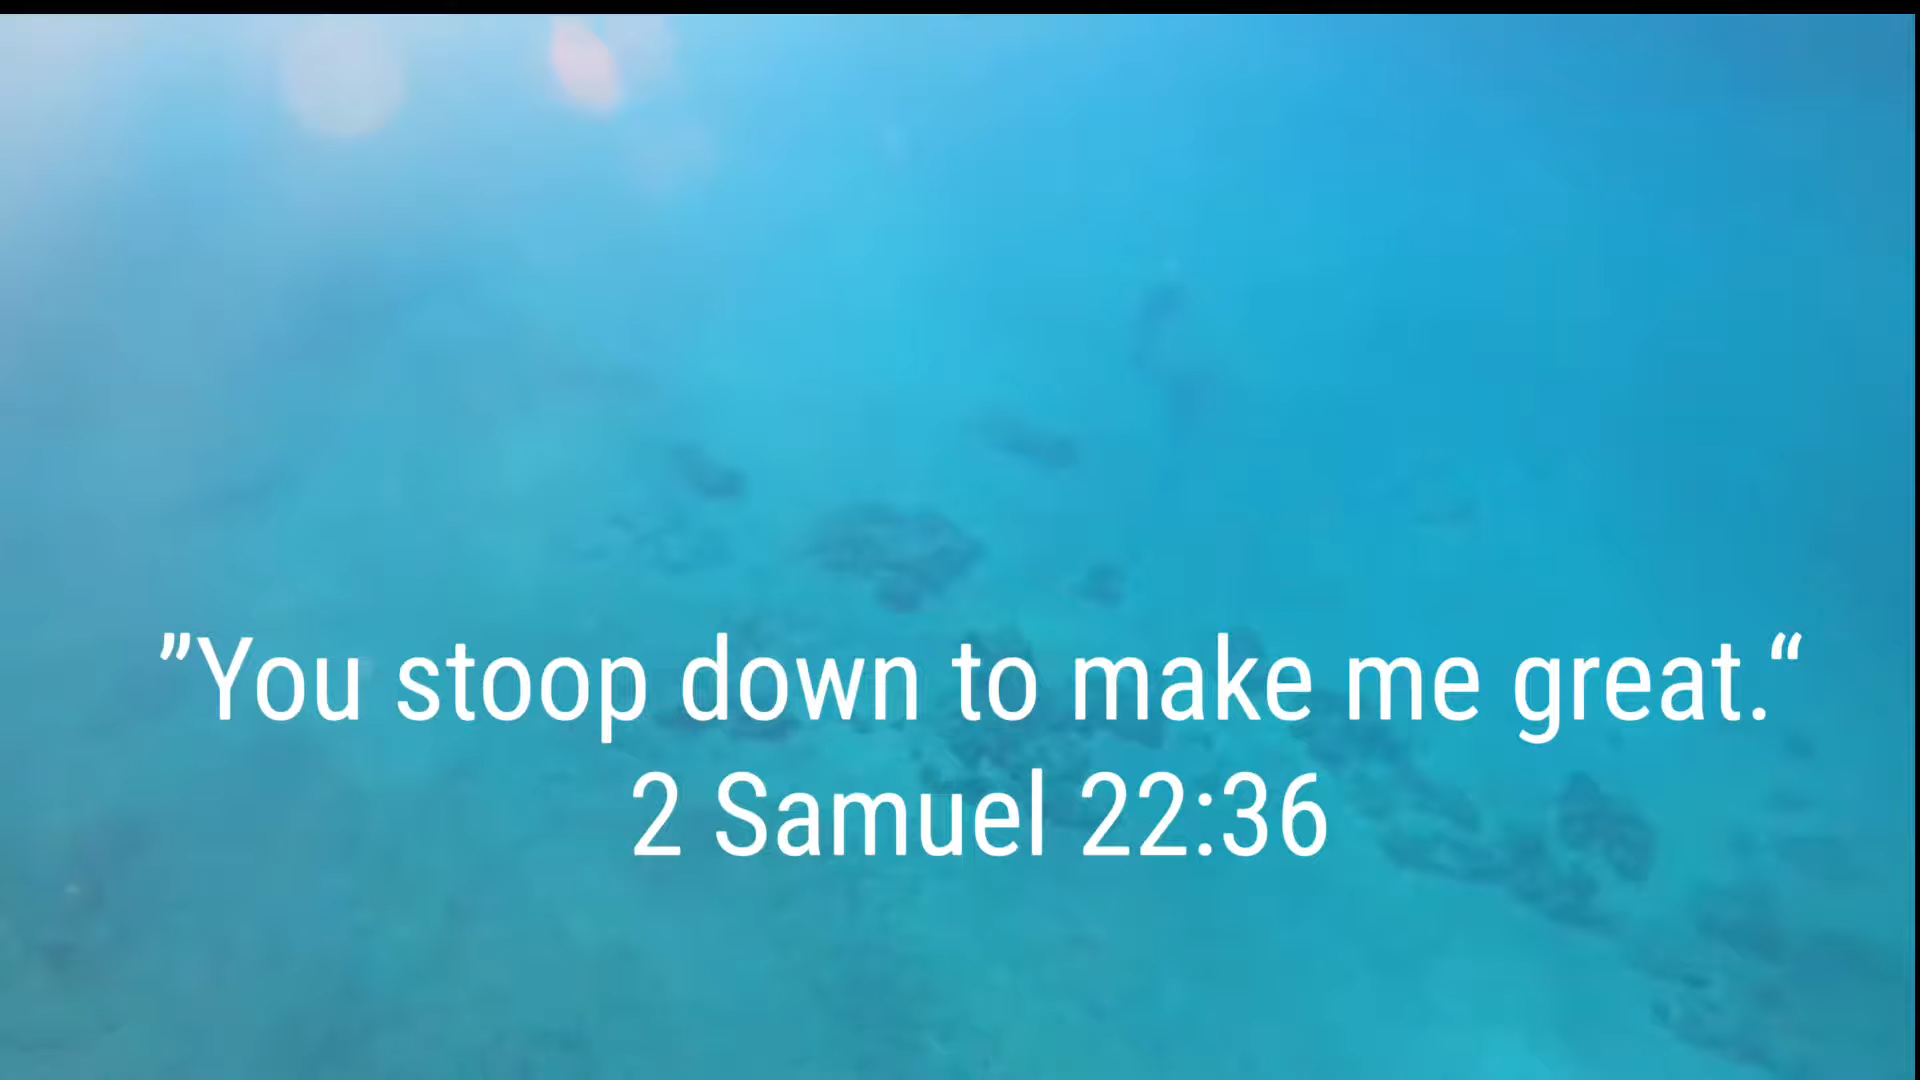 ”You stoop down to make me great.“
2 Samuel 22:36